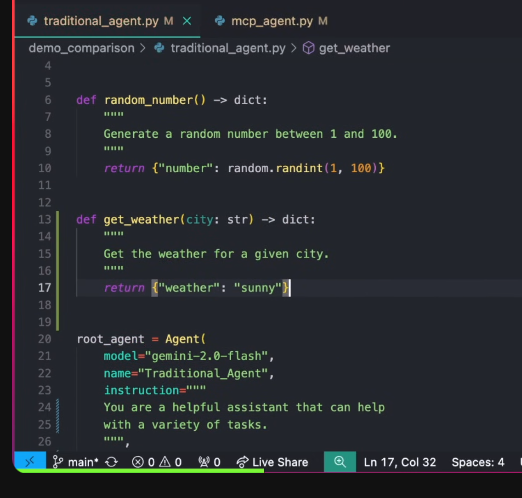 traditional_agent.py M × mcp_agent.py M
demo_comparison > traditional_agent.py > get_weather
4
5
6 def random_number() -> dict:
7 """
8 Generate a random number between 1 and 100.
9 """
10 return {"number": random.randint(1, 100)}
11
12
13 def get_weather(city: str) -> dict:
14 """
15 Get the weather for a given city.
16 """
17 return {"weather": "sunny"}
18
19
20 root_agent = Agent(
21 model="gemini-2.0-flash",
22 name="Traditional_Agent",
23 instruction="""
24 You are a helpful assistant that can help
25 with a variety of tasks.
26 """,
main* 0 0 0 Live Share Ln 17, Col 32 Spaces: 4